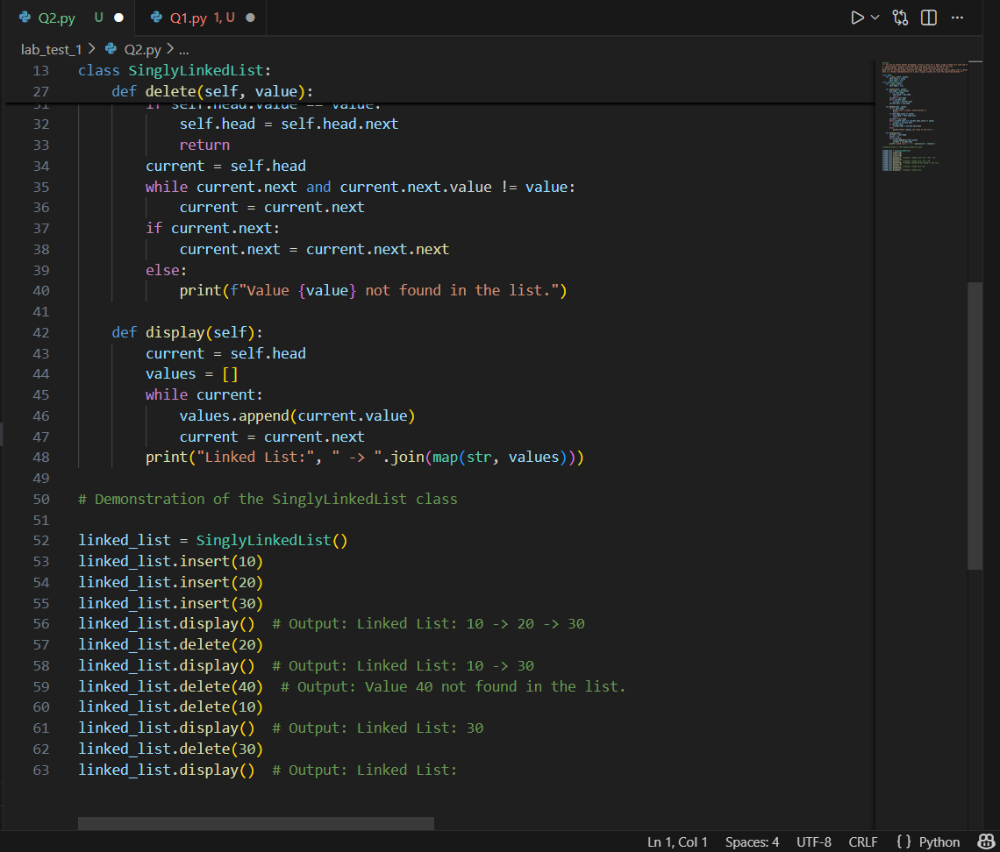 Q2.py U Q1.py 1, U
lab_test_1 > Q2.py > ...
13 class SinglyLinkedList:
27     def delete(self, value):
31         if self.head.value == value:
32             self.head = self.head.next
33             return
34         current = self.head
35         while current.next and current.next.value != value:
36             current = current.next
37         if current.next:
38             current.next = current.next.next
39         else:
40             print(f"Value {value} not found in the list.")
41
42     def display(self):
43         current = self.head
44         values = []
45         while current:
46             values.append(current.value)
47             current = current.next
48         print("Linked List:", " -> ".join(map(str, values)))
49
50 # Demonstration of the SinglyLinkedList class
51
52 linked_list = SinglyLinkedList()
53 linked_list.insert(10)
54 linked_list.insert(20)
55 linked_list.insert(30)
56 linked_list.display()  # Output: Linked List: 10 -> 20 -> 30
57 linked_list.delete(20)
58 linked_list.display()  # Output: Linked List: 10 -> 30
59 linked_list.delete(40)  # Output: Value 40 not found in the list.
60 linked_list.delete(10)
61 linked_list.display()  # Output: Linked List: 30
62 linked_list.delete(30)
63 linked_list.display()  # Output: Linked List:
Ln 1, Col 1 Spaces: 4 UTF-8 CRLF { } Python